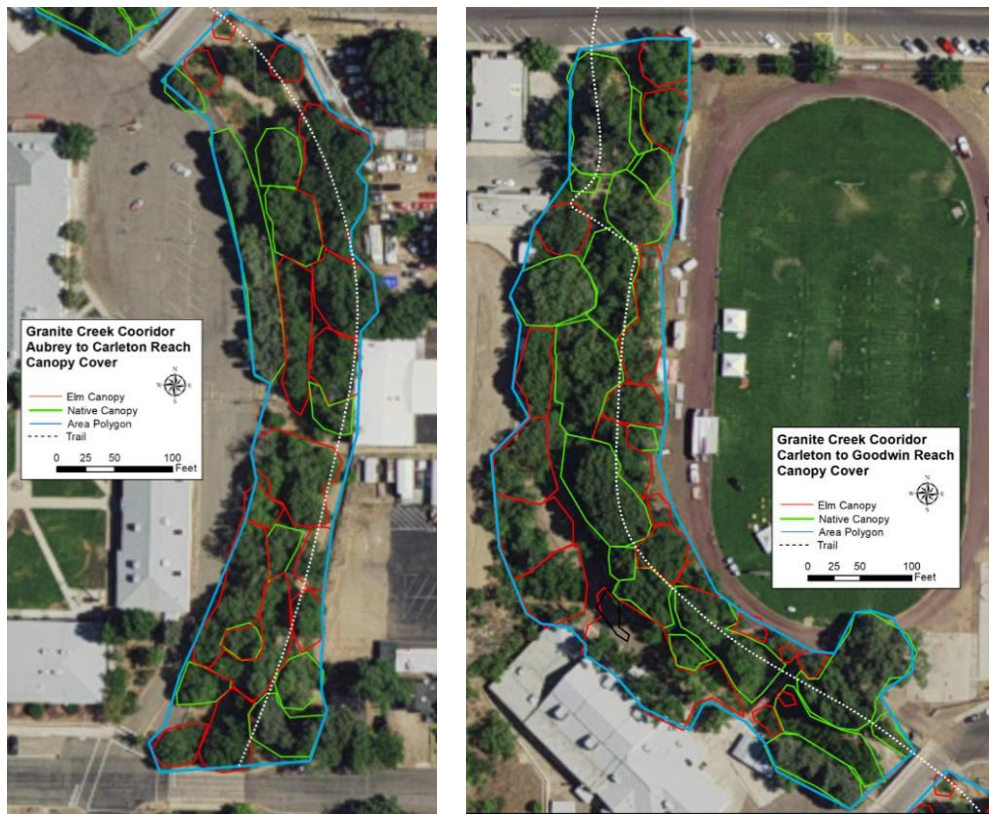 Granite Creek Cooridor
Aubrey to Carleton Reach
Canopy Cover
N
W E
S
Elm Canopy
Native Canopy
Area Polygon
Trail
0 25 50 100
Feet
Granite Creek Cooridor
Carleton to Goodwin Reach
Canopy Cover
N
W E
S
Elm Canopy
Native Canopy
Area Polygon
Trail
0 25 50 100
Feet